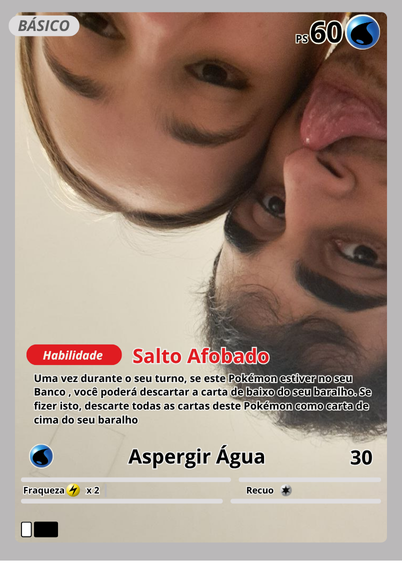 BÁSICO
PS 60
Habilidade Salto Afobado
Uma vez durante o seu turno, se este Pokémon estiver no seu
Banco , você poderá descartar a carta de baixo do seu baralho. Se
fizer isto, descarte todas as cartas deste Pokémon como carta de
cima do seu baralho
Aspergir Água 30
Fraqueza x 2 Recuo